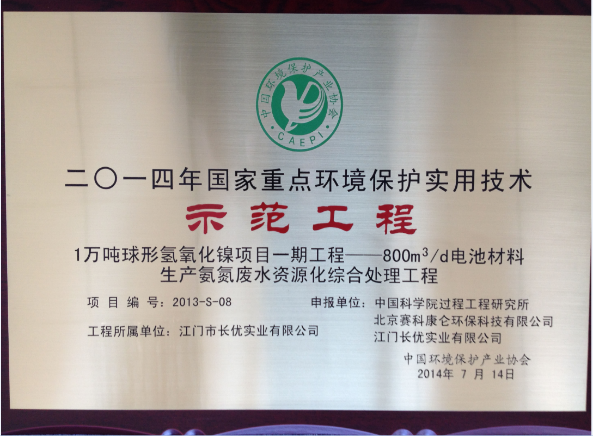 中国环境保护产业协会
CAEPI
二〇一四年国家重点环境保护实用技术
示范工程
1万吨球形氢氧化镍项目一期工程——800m³/d电池材料
生产氨氮废水资源化综合处理工程
项目编号：2013-S-08
申报单位：中国科学院过程工程研究所
北京赛科康仑环保科技有限公司
工程所属单位：江门市长优实业有限公司
江门长优实业有限公司
中国环境保护产业协会
2014年 7 月 14日